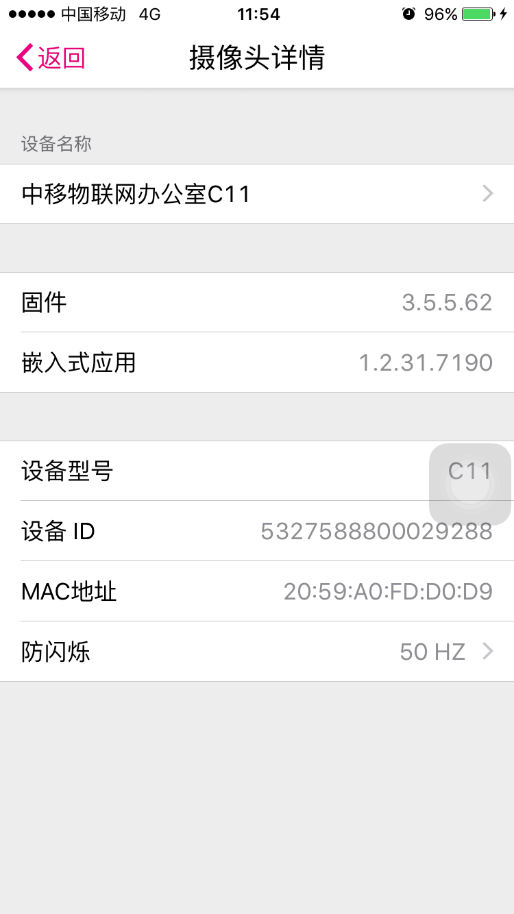 中国移动 4G 11:54 96%
返回 摄像头详情
设备名称
中移物联网办公室C11
固件 3.5.5.62
嵌入式应用 1.2.31.7190
设备型号 C11
设备 ID 5327588800029288
MAC地址 20:59:A0:FD:D0:D9
防闪烁 50 HZ